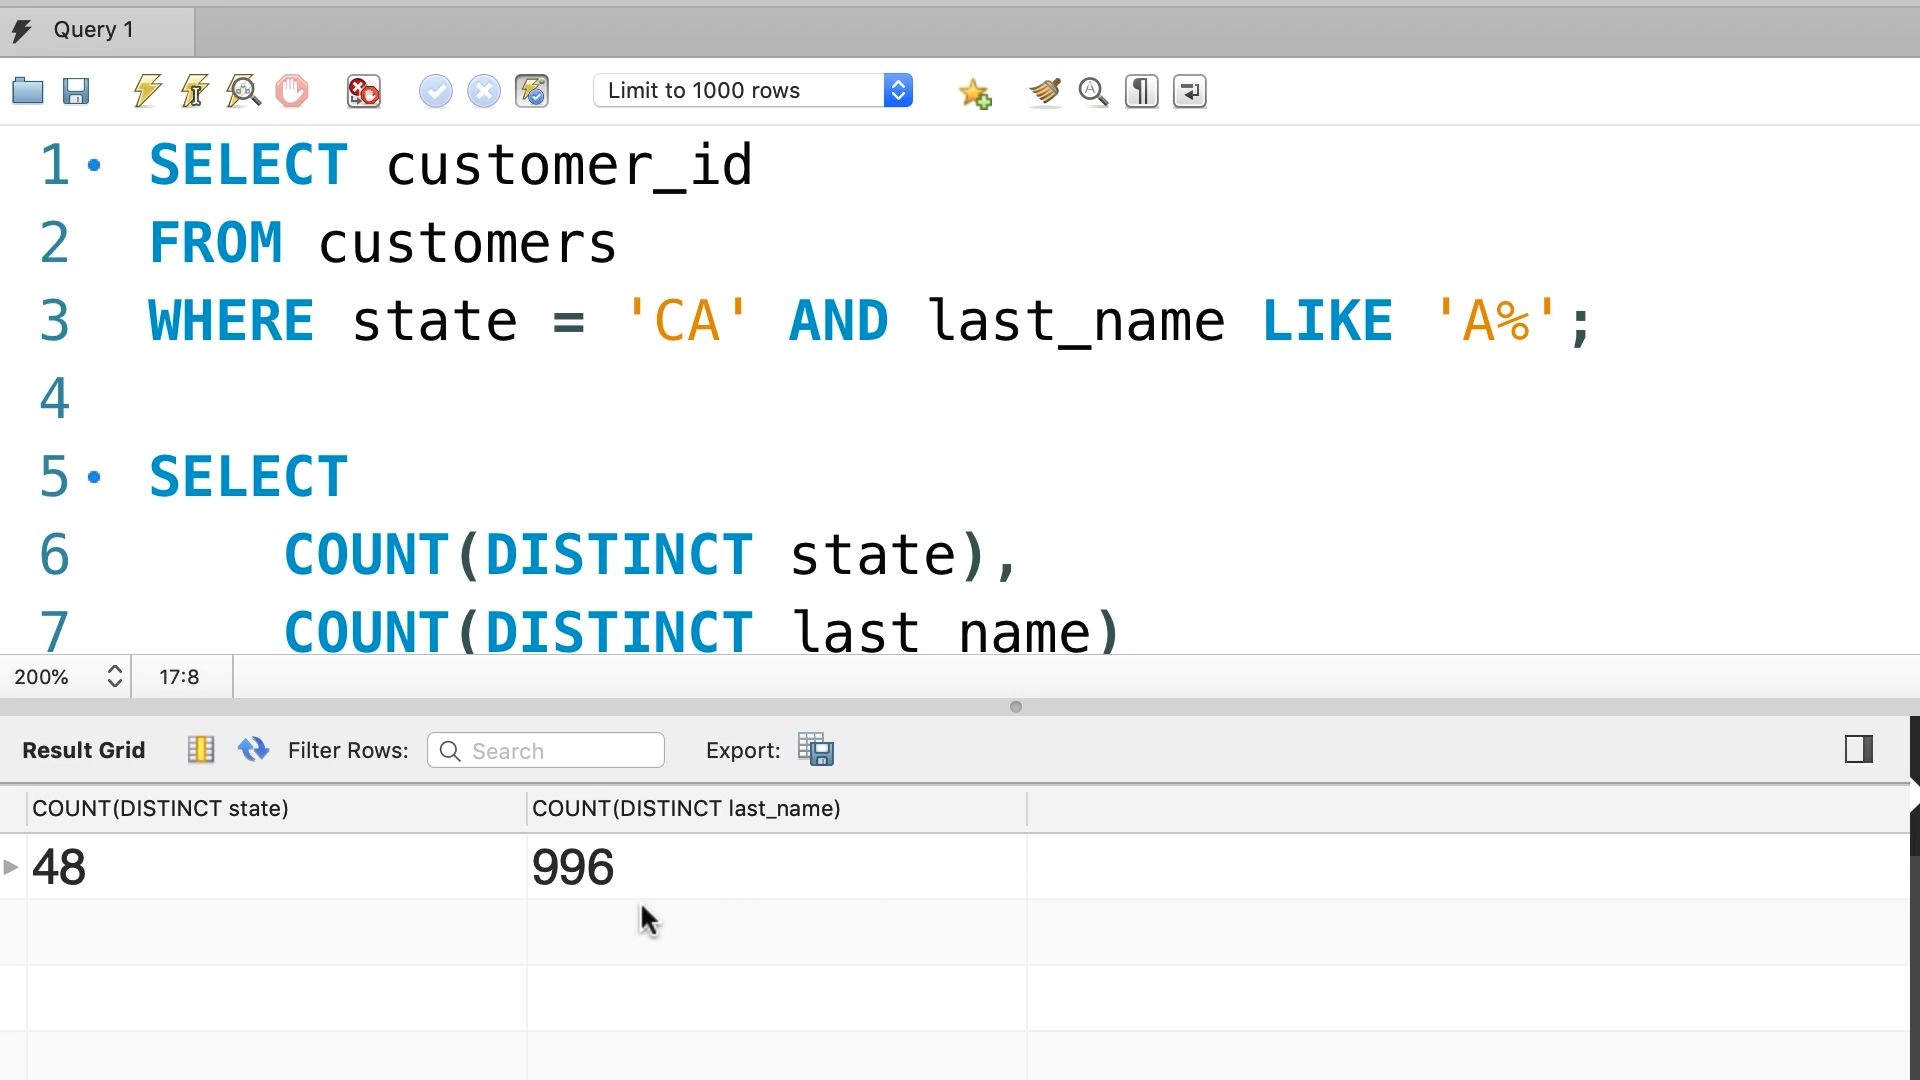 Query 1
Limit to 1000 rows
1 SELECT customer_id
2 FROM customers
3 WHERE state = 'CA' AND last_name LIKE 'A%';
4
5 SELECT
6 COUNT(DISTINCT state),
7 COUNT(DISTINCT last_name)
200% 17:8
Result Grid Filter Rows: Search Export:
COUNT(DISTINCT state) COUNT(DISTINCT last_name)
48 996